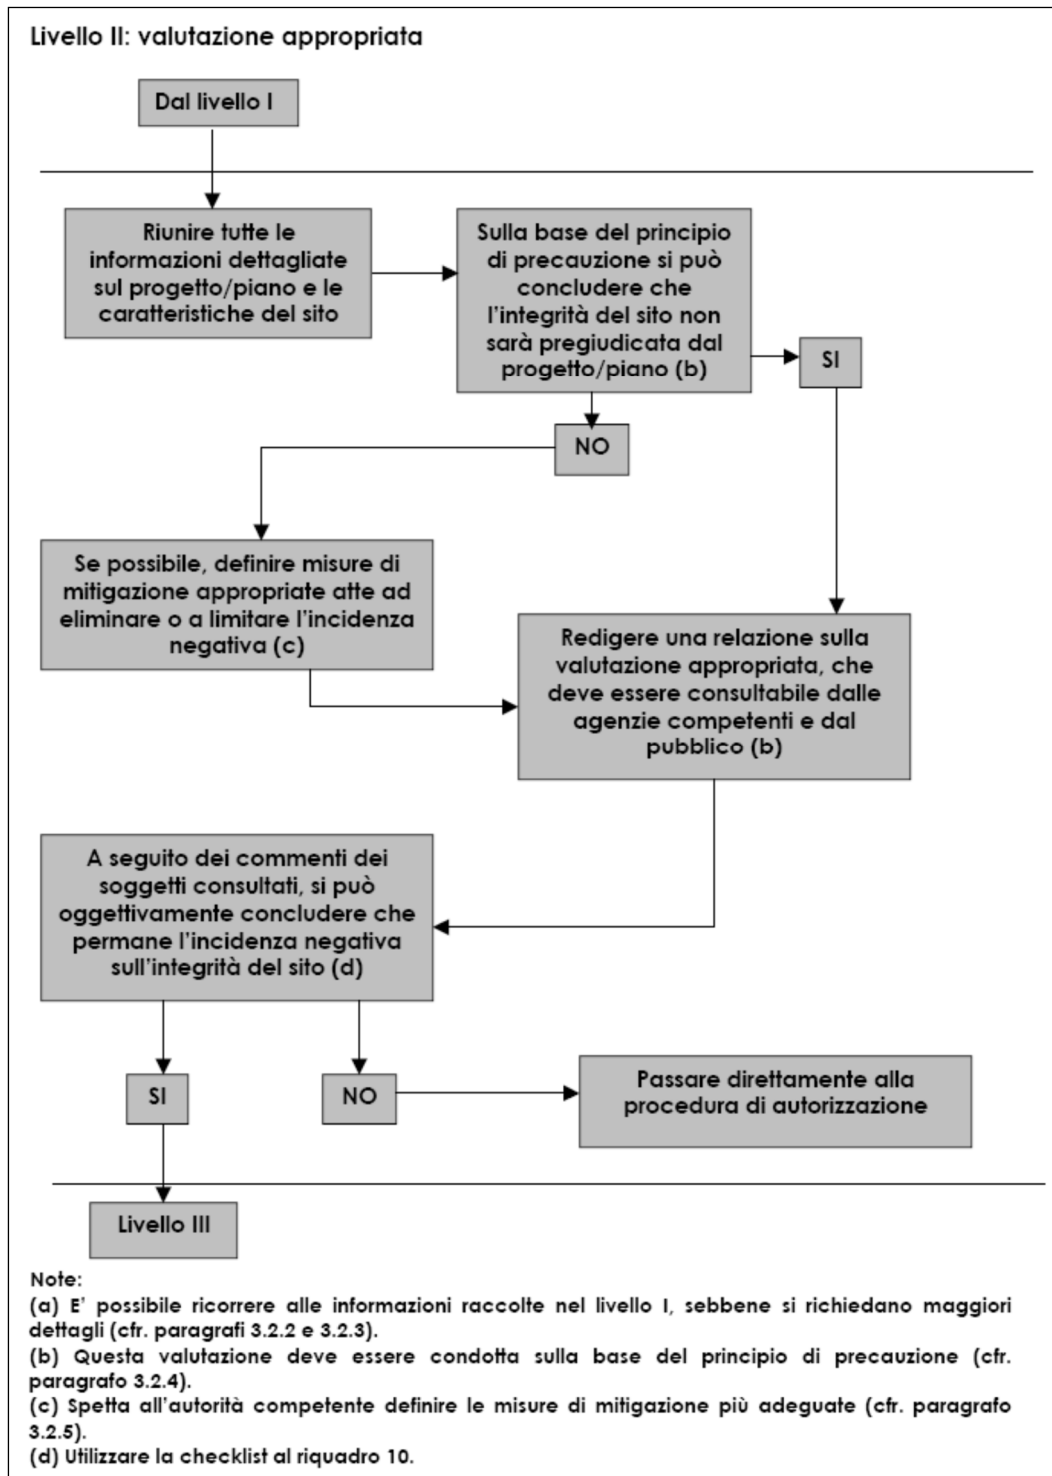 Livello II: valutazione appropriata
Dal livello I
Riunire tutte le
informazioni dettagliate
sul progetto/piano e le
caratteristiche del sito
Sulla base del principio
di precauzione si può
concludere che
l'integrità del sito non
sarà pregiudicata dal
progetto/piano (b)
SI
NO
Se possibile, definire misure di
mitigazione appropriate atte ad
eliminare o a limitare l'incidenza
negativa (c)
Redigere una relazione sulla
valutazione appropriata, che
deve essere consultabile dalle
agenzie competenti e dal
pubblico (b)
A seguito dei commenti dei
soggetti consultati, si può
oggettivamente concludere che
permane l'incidenza negativa
sull'integrità del sito (d)
SI
NO
Passare direttamente alla
procedura di autorizzazione
Livello III
Note:
(a) E' possibile ricorrere alle informazioni raccolte nel livello I, sebbene si richiedano maggiori
dettagli (cfr. paragrafi 3.2.2 e 3.2.3).
(b) Questa valutazione deve essere condotta sulla base del principio di precauzione (cfr.
paragrafo 3.2.4).
(c) Spetta all'autorità competente definire le misure di mitigazione più adeguate (cfr. paragrafo
3.2.5).
(d) Utilizzare la checklist al riquadro 10.